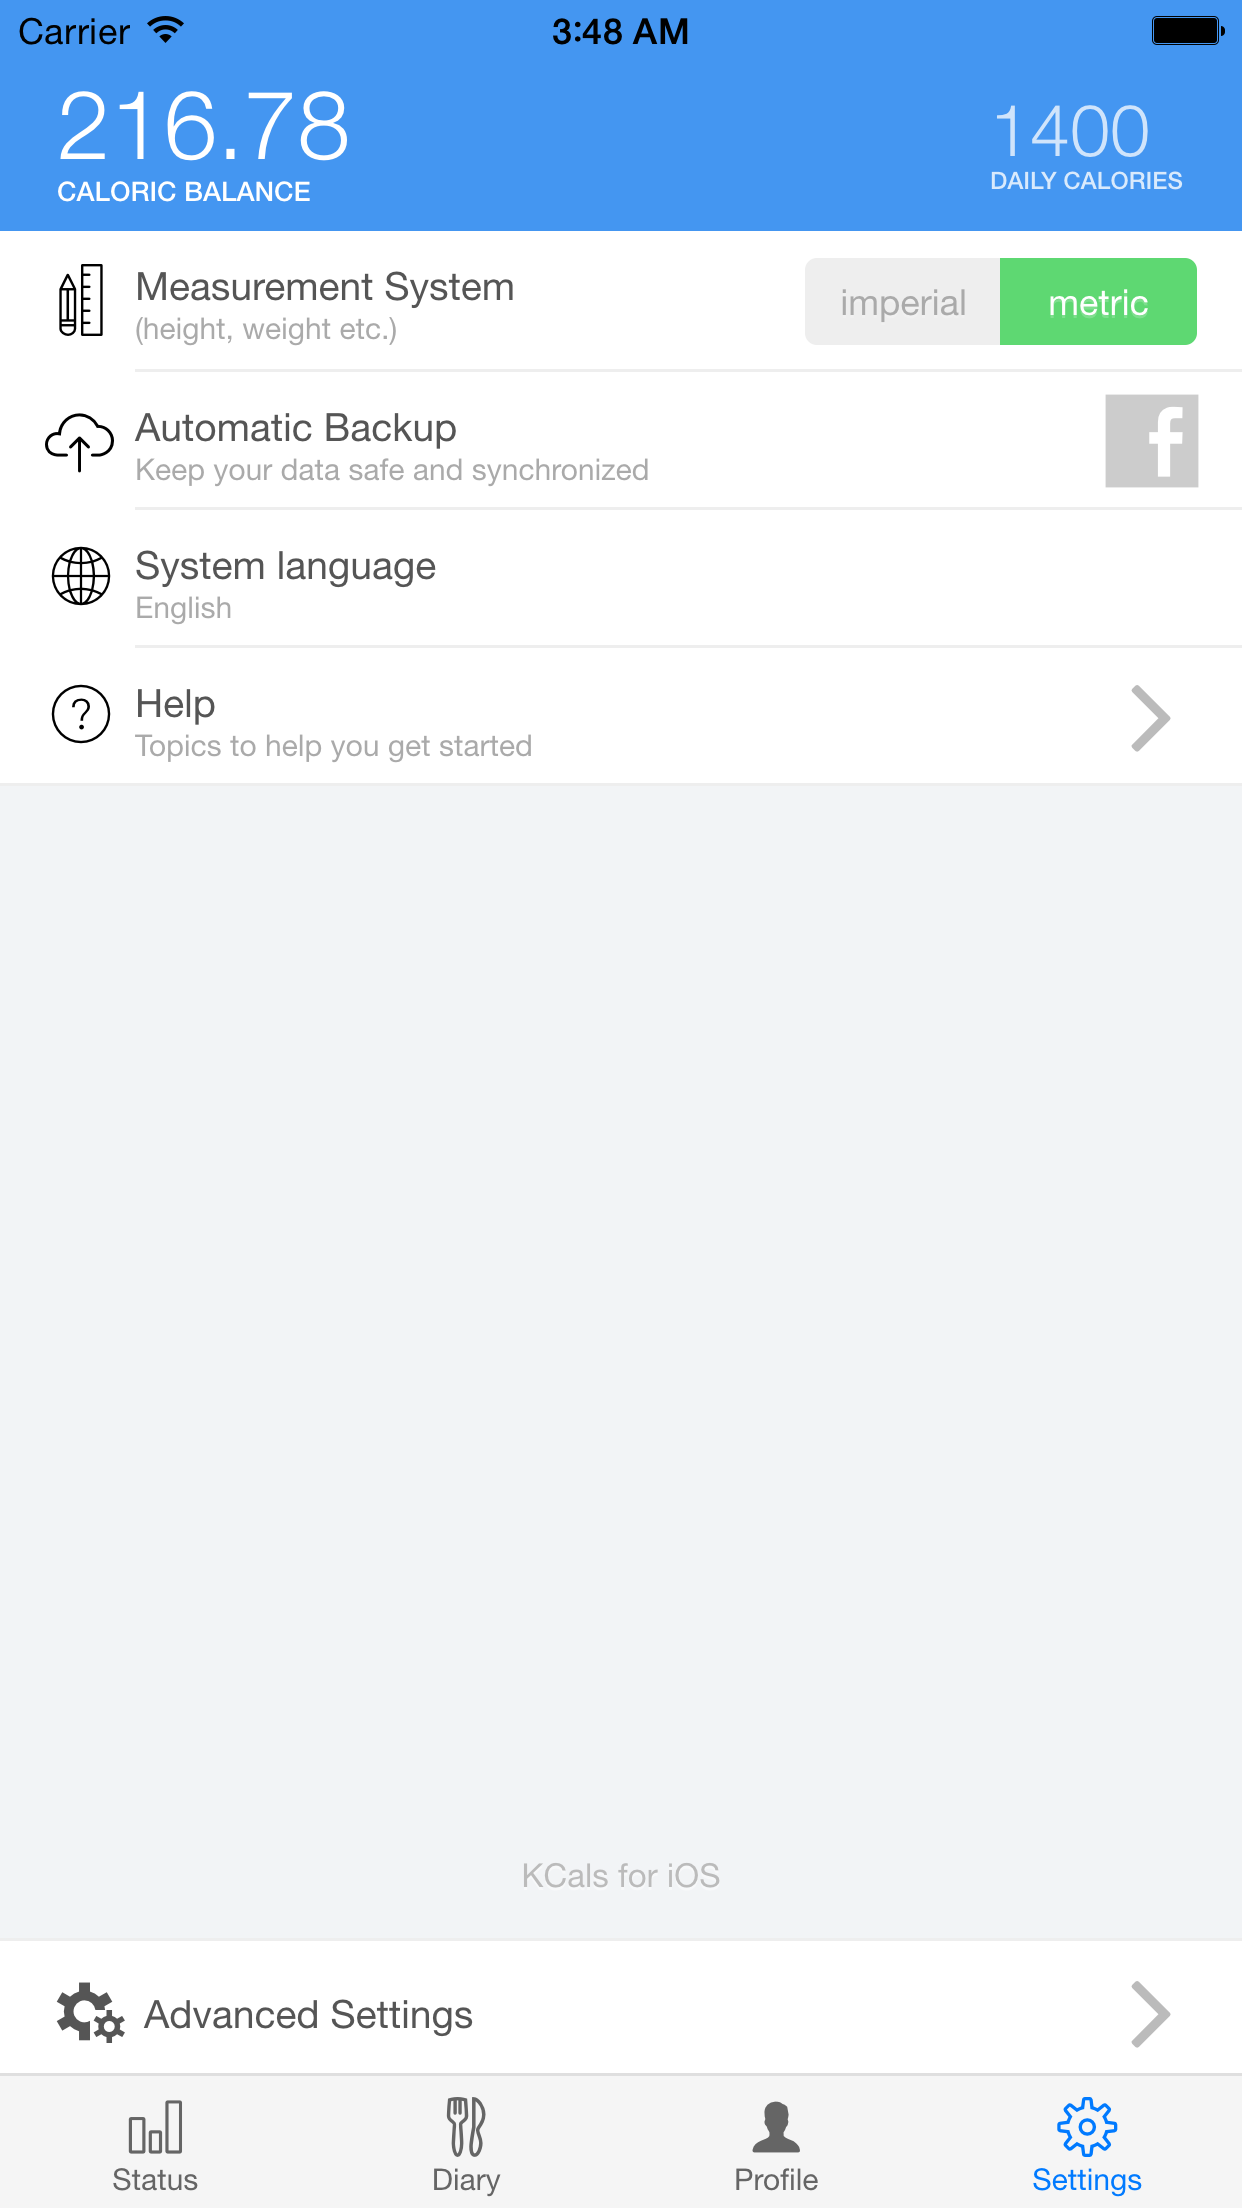 Carrier 3:48 AM
216.78
CALORIC BALANCE
1400
DAILY CALORIES
Measurement System
(height, weight etc.)
imperial metric
Automatic Backup
Keep your data safe and synchronized
f
System language
English
?
Help
Topics to help you get started
KCals for iOS
Advanced Settings
Status Diary Profile Settings